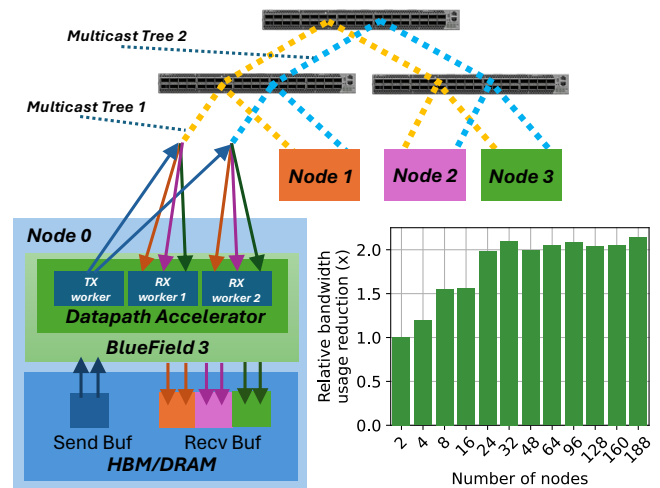 Multicast Tree 2
Multicast Tree 1
Node 1
Node 2
Node 3
Node 0
TX
worker
RX
worker 1
RX
worker 2
Datapath Accelerator
BlueField 3
Send Buf
Recv Buf
HBM/DRAM
Relative bandwidth
usage reduction (x)
2.0
1.5
1.0
0.5
0.0
2
4
8
16
24
32
48
64
96
128
160
188
Number of nodes